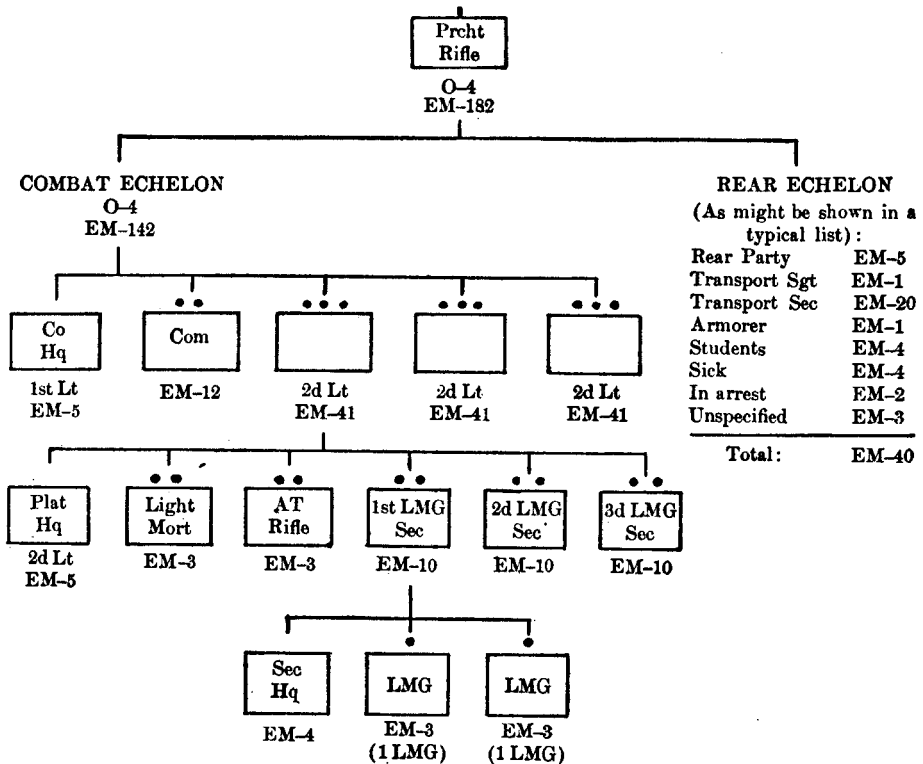 Prcht
Rifle
O-4
EM-182
COMBAT ECHELON
O-4
EM-142
Co
Hq
1st Lt
EM-5
Com
EM-12
2d Lt
EM-41
2d Lt
EM-41
2d Lt
EM-41
REAR ECHELON
(As might be shown in a
typical list):
Rear Party EM-5
Transport Sgt EM-1
Transport Sec EM-20
Armorer EM-1
Students EM-4
Sick EM-4
In arrest EM-2
Unspecified EM-3
Total: EM-40
Plat
Hq
2d Lt
EM-5
Light
Mort
EM-3
AT
Rifle
EM-3
1st LMG
Sec
EM-10
2d LMG
Sec
EM-10
3d LMG
Sec
EM-10
Sec
Hq
EM-4
LMG
EM-3
(1 LMG)
LMG
EM-3
(1 LMG)